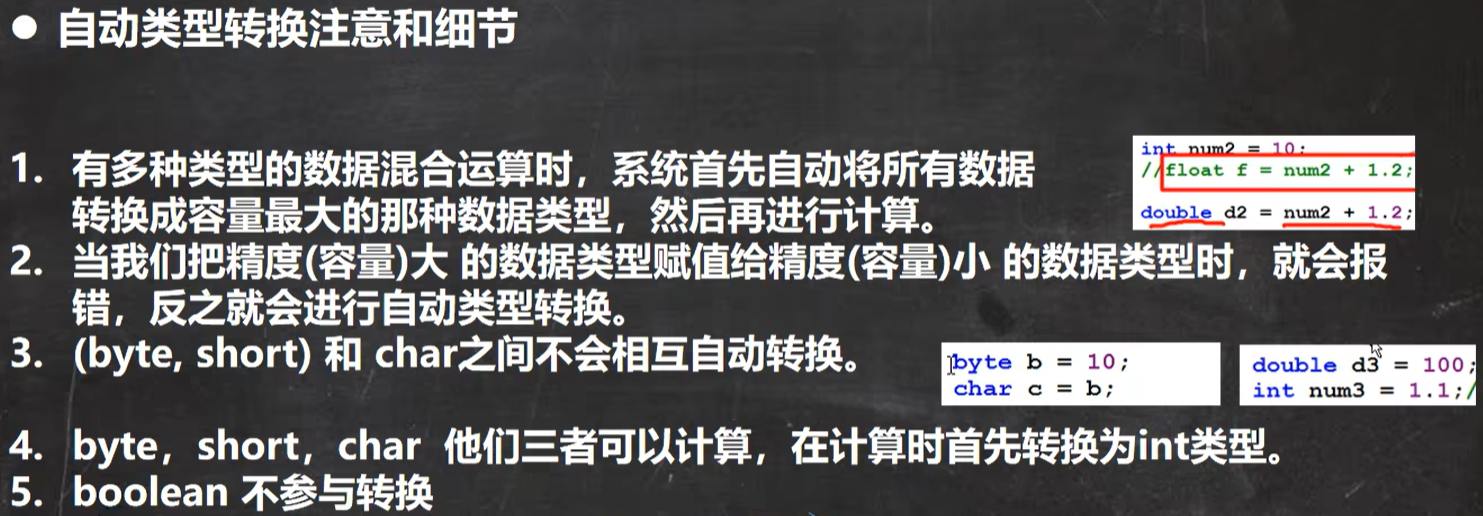 ● 自动类型转换注意和细节
1. 有多种类型的数据混合运算时，系统首先自动将所有数据
转换成容量最大的那种数据类型，然后再进行计算。
int num2 = 10;
//float f = num2 + 1.2;
double d2 = num2 + 1.2;
2. 当我们把精度(容量)大 的数据类型赋值给精度(容量)小 的数据类型时，就会报
错，反之就会进行自动类型转换。
3. (byte, short) 和 char之间不会相互自动转换。
byte b = 10;
char c = b;
double d3 = 100;
int num3 = 1.1;/
4. byte，short，char 他们三者可以计算，在计算时首先转换为int类型。
5. boolean 不参与转换